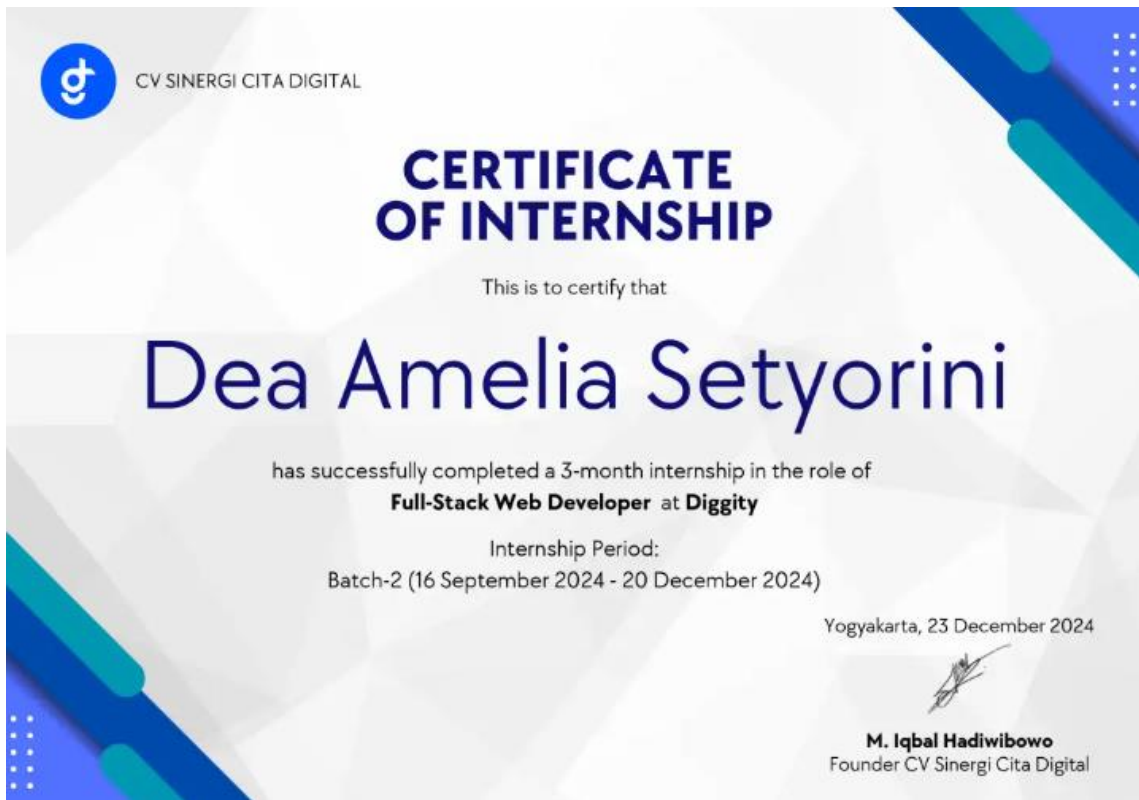 CV SINERGI CITA DIGITAL
CERTIFICATE
OF INTERNSHIP
This is to certify that
Dea Amelia Setyorini
has successfully completed a 3-month internship in the role of
Full-Stack Web Developer at Diggity
Internship Period:
Batch-2 (16 September 2024 - 20 December 2024)
Yogyakarta, 23 December 2024
M. Iqbal Hadiwibowo
Founder CV Sinergi Cita Digital